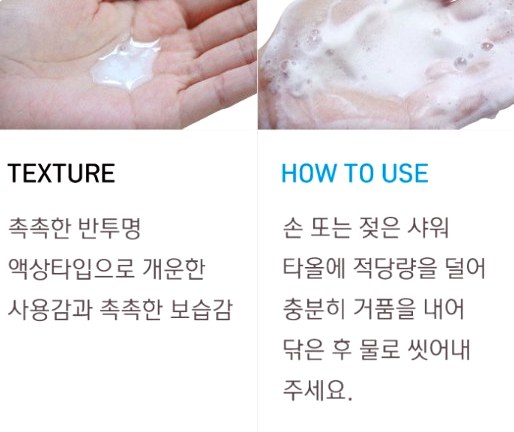 TEXTURE
촉촉한 반투명
액상타입으로 개운한
사용감과 촉촉한 보습감
HOW TO USE
손 또는 젖은 샤워
타올에 적당량을 덜어
충분히 거품을 내어
닦은 후 물로 씻어내
주세요.